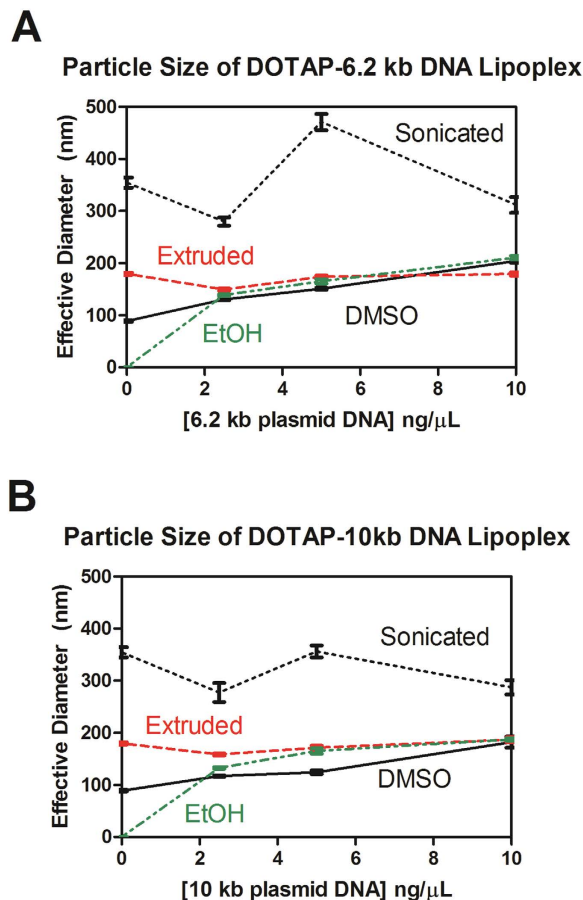 A
Particle Size of DOTAP-6.2 kb DNA Lipoplex
Effective Diameter (nm)
500
400
300
200
100
0
Sonicated
Extruded
EtOH
DMSO
0 2 4 6 8 10
[6.2 kb plasmid DNA] ng/μL
B
Particle Size of DOTAP-10kb DNA Lipoplex
Effective Diameter (nm)
500
400
300
200
100
0
Sonicated
Extruded
EtOH
DMSO
0 2 4 6 8 10
[10 kb plasmid DNA] ng/μL